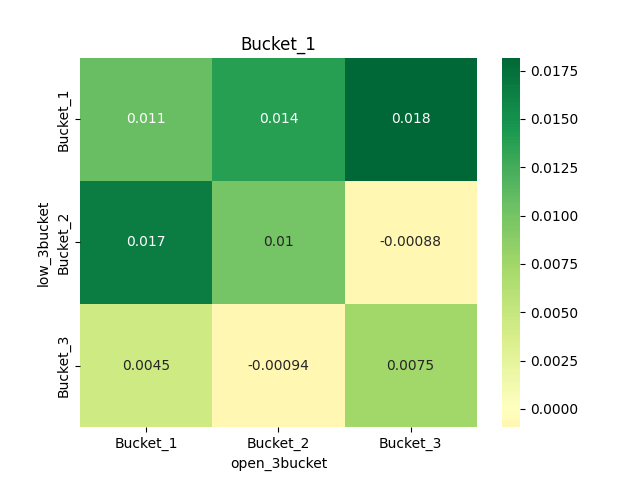 Bucket_1
Bucket_1
0.011 0.014 0.018
low_3bucket
Bucket_2
0.017 0.01 -0.00088
Bucket_3
0.0045 -0.00094 0.0075
Bucket_1 Bucket_2 Bucket_3
open_3bucket
0.0175
0.0150
0.0125
0.0100
0.0075
0.0050
0.0025
0.0000